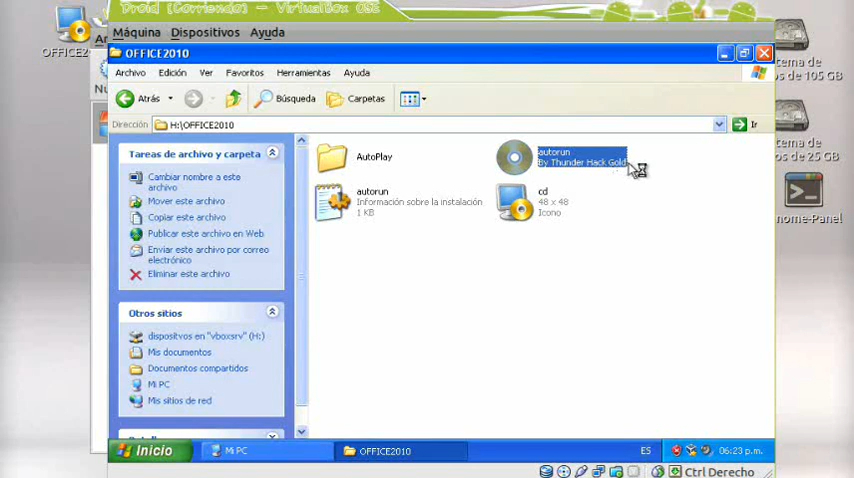 Droid [Corriendo] – VirtualBox OSE
Máquina Dispositivos Ayuda
OFFICE2010
Archivo Edición Ver Favoritos Herramientas Ayuda
Atrás Búsqueda Carpetas
Dirección H:\OFFICE2010 Ir
Tareas de archivo y carpeta
Cambiar nombre a este
archivo
Mover este archivo
Copiar este archivo
Publicar este archivo en Web
Enviar este archivo por correo
electrónico
Eliminar este archivo
Otros sitios
dispositvos en "vboxsrv" (H:)
Mis documentos
Documentos compartidos
Mi PC
Mis sitios de red
AutoPlay
autorun
By Thunder Hack Gold
autorun
Información sobre la instalación
1 KB
cd
48 x 48
Icono
Inicio Mi PC OFFICE2010 ES 06:23 p.m.
Ctrl Derecho
OFFICE2
tema de
os de 105 GB
tema de
os de 25 GB
nome-Panel